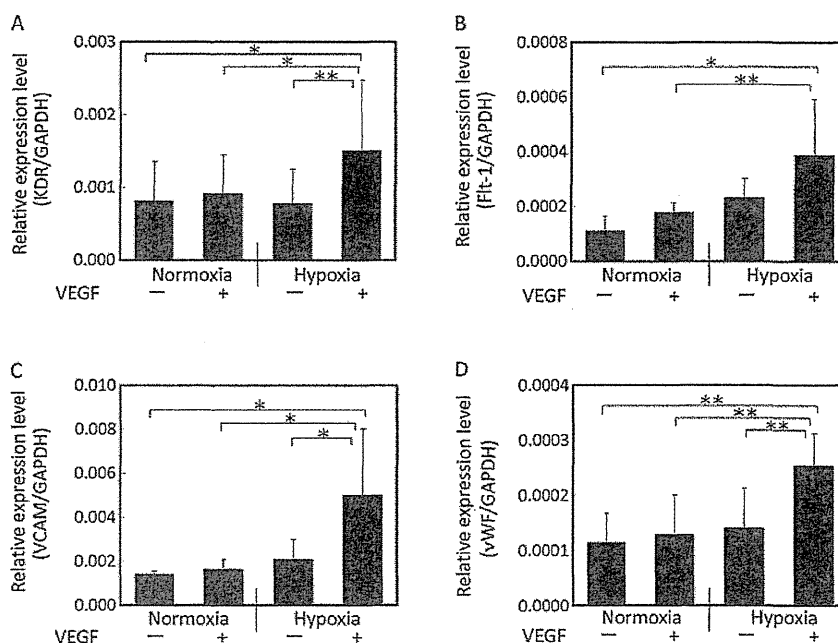 A
Relative expression level
(KDR/GAPDH)
0.003
0.002
0.001
0.000
*
*
**
Normoxia Hypoxia
VEGF — + — +
B
Relative expression level
(Flt-1/GAPDH)
0.0008
0.0006
0.0004
0.0002
0.0000
*
**
Normoxia Hypoxia
VEGF — + — +
C
Relative expression level
(VCAM/GAPDH)
0.010
0.008
0.006
0.004
0.002
0.000
*
*
*
Normoxia Hypoxia
VEGF — + — +
D
Relative expression level
(vWF/GAPDH)
0.0004
0.0003
0.0002
0.0001
0.0000
**
**
**
Normoxia Hypoxia
VEGF — + — +